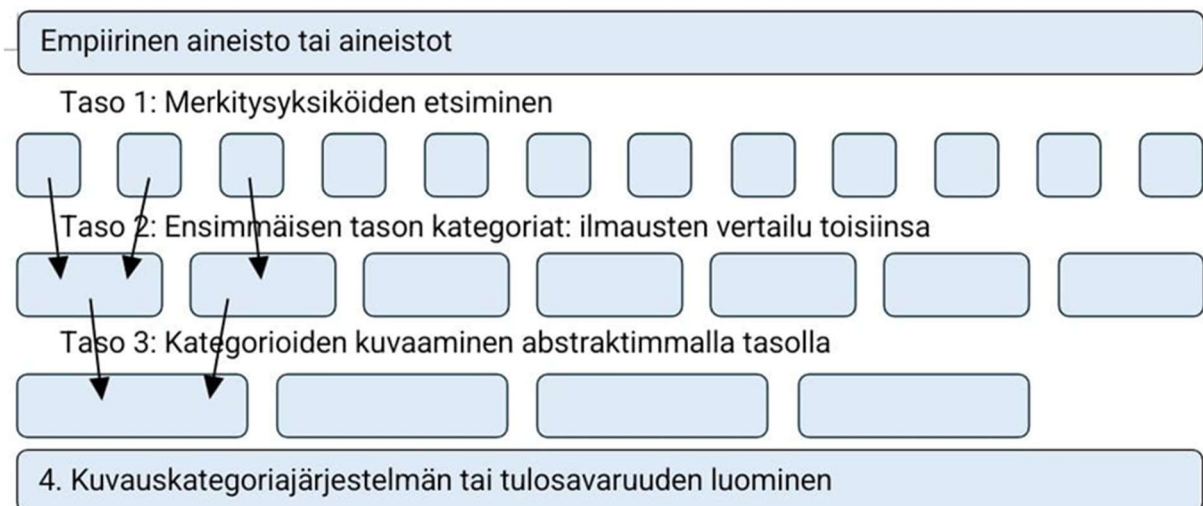 Empiirinen aineisto tai aineistot
Taso 1: Merkitysyksiköiden etsiminen
Taso 2: Ensimmäisen tason kategoriat: ilmausten vertailu toisiinsa
Taso 3: Kategorioiden kuvaaminen abstraktimmalla tasolla
4. Kuvauskategoriajärjestelmän tai tulosavaruuden luominen